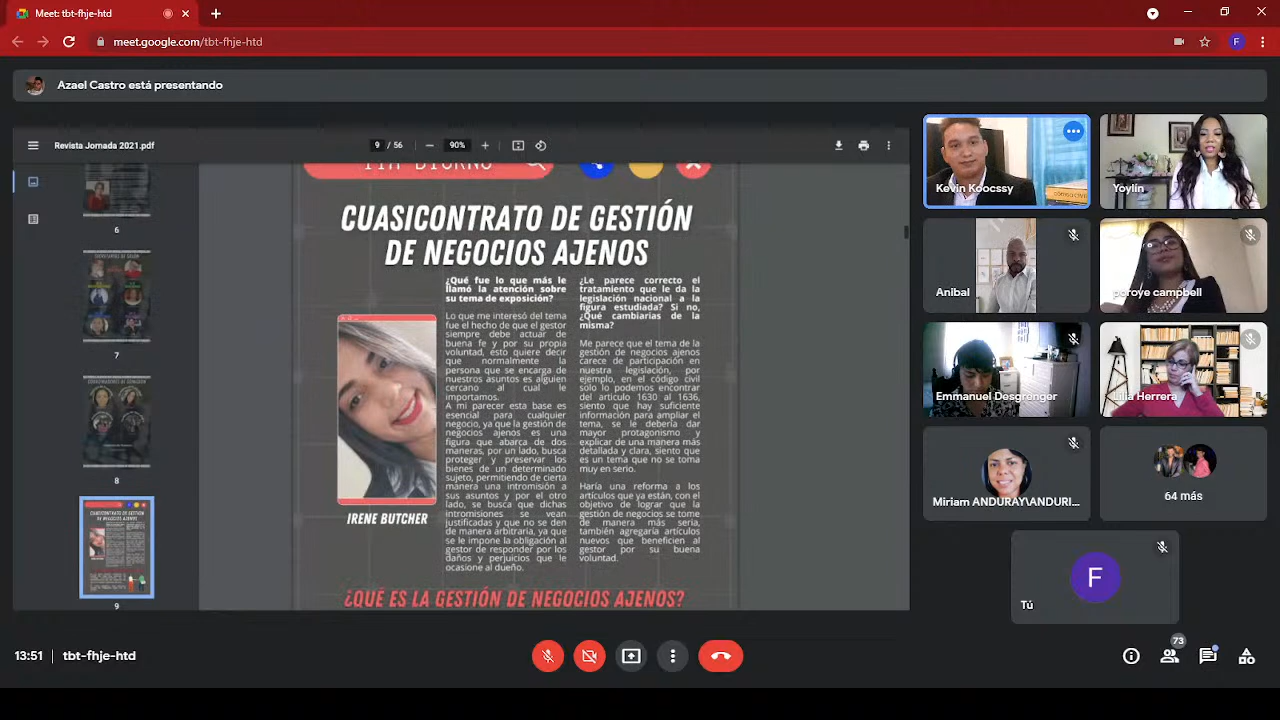 Meet: tbt-fhje-htd
meet.google.com/tbt-fhje-htd
F
Azael Castro está presentando
Revista Jornada 2021.pdf
9 / 56
90%
6
7
8
9
CUASICONTRATO DE GESTIÓN
DE NEGOCIOS AJENOS
¿Qué fue lo que más le
llamó la atención sobre
su tema de exposición?
Lo que me interesó del tema
fue el hecho de que el gestor
siempre debe actuar de
buena fe y por su propia
voluntad, esto quiere decir
que normalmente la
persona que se encarga de
nuestros asuntos es alguien
cercano al cual le
importamos.
A mi parecer esta base es
esencial para cualquier
negocio, ya que la gestión de
negocios ajenos es una
figura que abarca de dos
maneras, por un lado, busca
proteger y preservar los
bienes de un determinado
sujeto, permitiendo de cierta
manera una intromisión a
sus asuntos y por el otro
lado, se busca que dichas
intromisiones se vean
justificadas y que no se den
de manera arbitraria, ya que
se le impone la obligación al
gestor de responder por los
daños y perjuicios que le
ocasione al dueño.
¿Le parece correcto el
tratamiento que le da la
legislación nacional a la
figura estudiada? Si no,
¿Qué cambiarias de la
misma?
Me parece que el tema de la
gestión de negocios ajenos
carece de participación en
nuestra legislación, por
ejemplo, en el código civil
solo lo podemos encontrar
del articulo 1630 al 1636,
siento que hay suficiente
información para ampliar el
tema, se le debería dar
mayor protagonismo y
explicar de una manera más
detallada y clara, siento que
es un tema que no se toma
muy en serio.
Haría una reforma a los
artículos que ya están, con el
objetivo de lograr que la
gestión de negocios se tome
de manera más seria,
también agregaría artículos
nuevos que beneficien al
gestor por su buena
voluntad.
IRENE BUTCHER
¿QUÉ ES LA GESTIÓN DE NEGOCIOS AJENOS?
Kevin Koocssy
Yoylín
Anibal
poroye campbell
Emmanuel Desgrenger
Lilia Herrera
Miriam ANDURAY\ANDURI...
64 más
F
Tú
13:51
tbt-fhje-htd
73